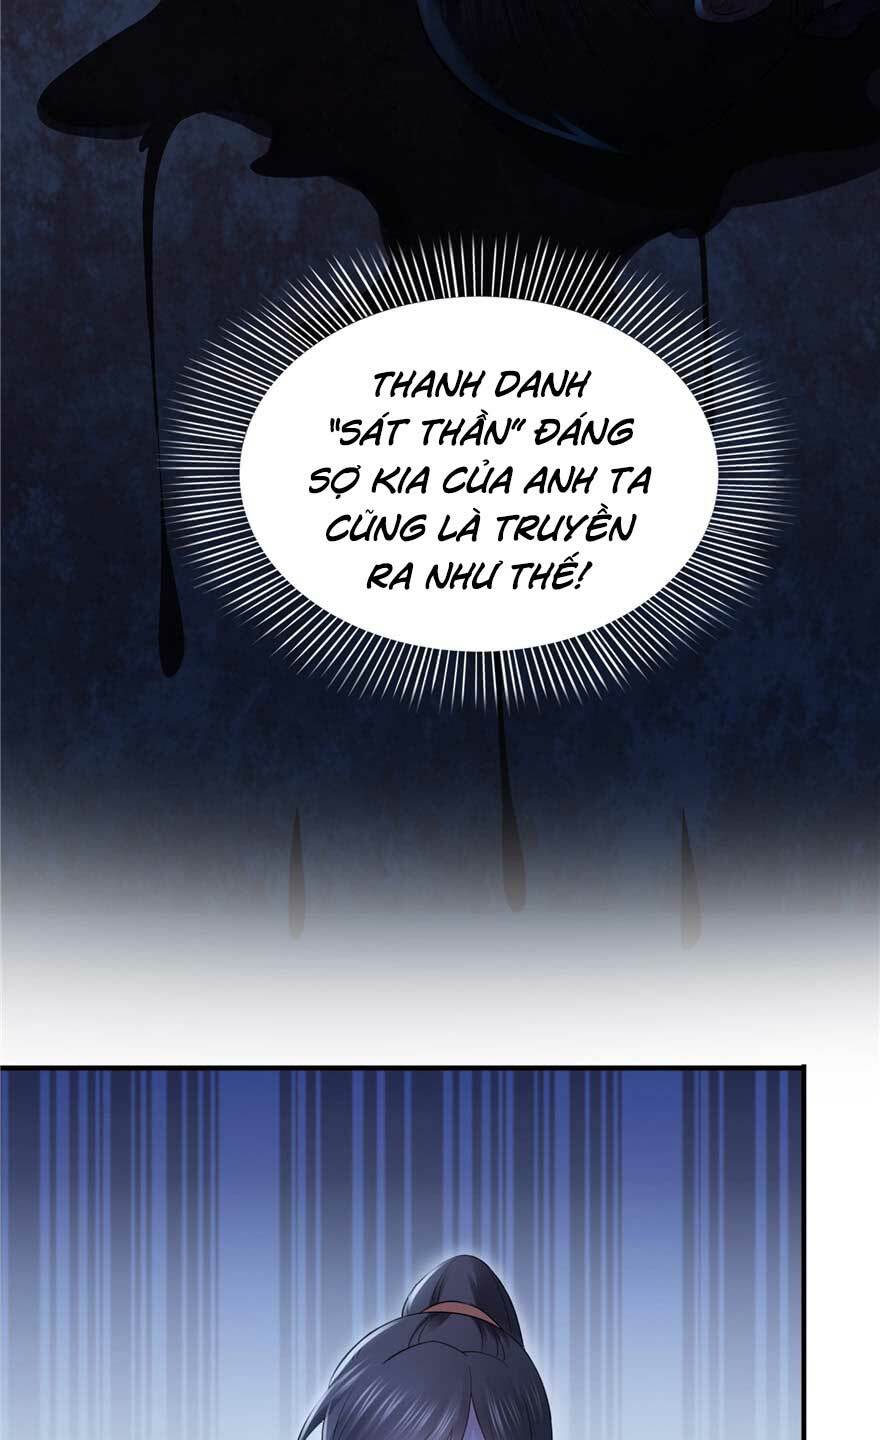 THANH DANH
"SÁT THẦN" ĐÁNG
SỢ KIA CỦA ANH TA
CŨNG LÀ TRUYỀN
RA NHƯ THẾ!